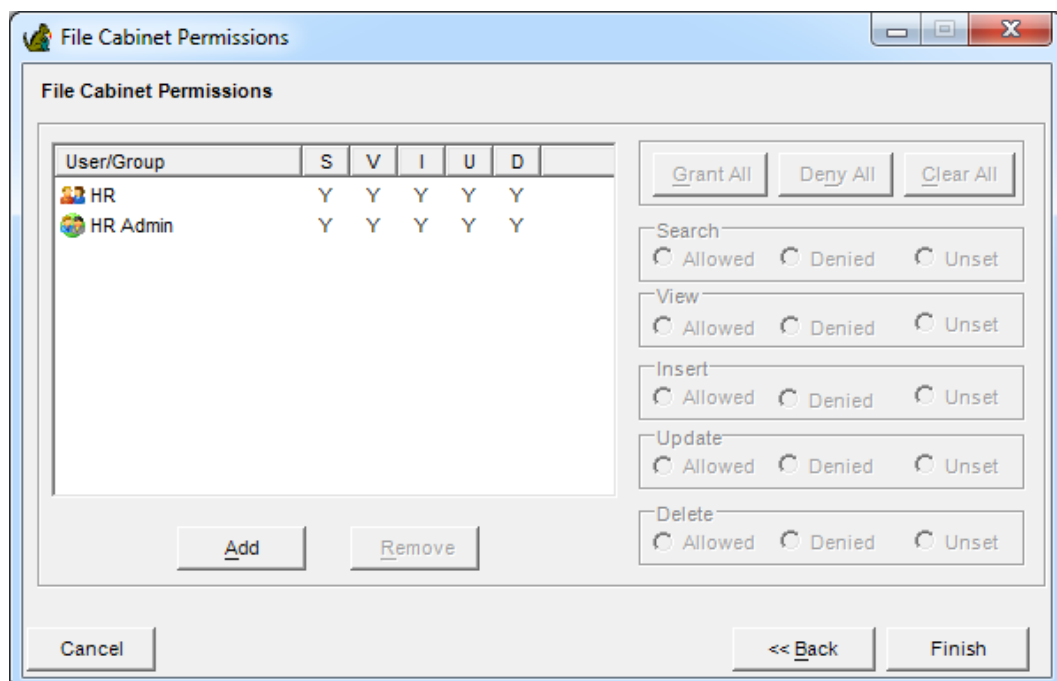 File Cabinet Permissions
File Cabinet Permissions
User/Group S V I U D
HR Y Y Y Y Y
HR Admin Y Y Y Y Y
Add Remove
Grant All Deny All Clear All
Search
Allowed Denied Unset
View
Allowed Denied Unset
Insert
Allowed Denied Unset
Update
Allowed Denied Unset
Delete
Allowed Denied Unset
Cancel << Back Finish